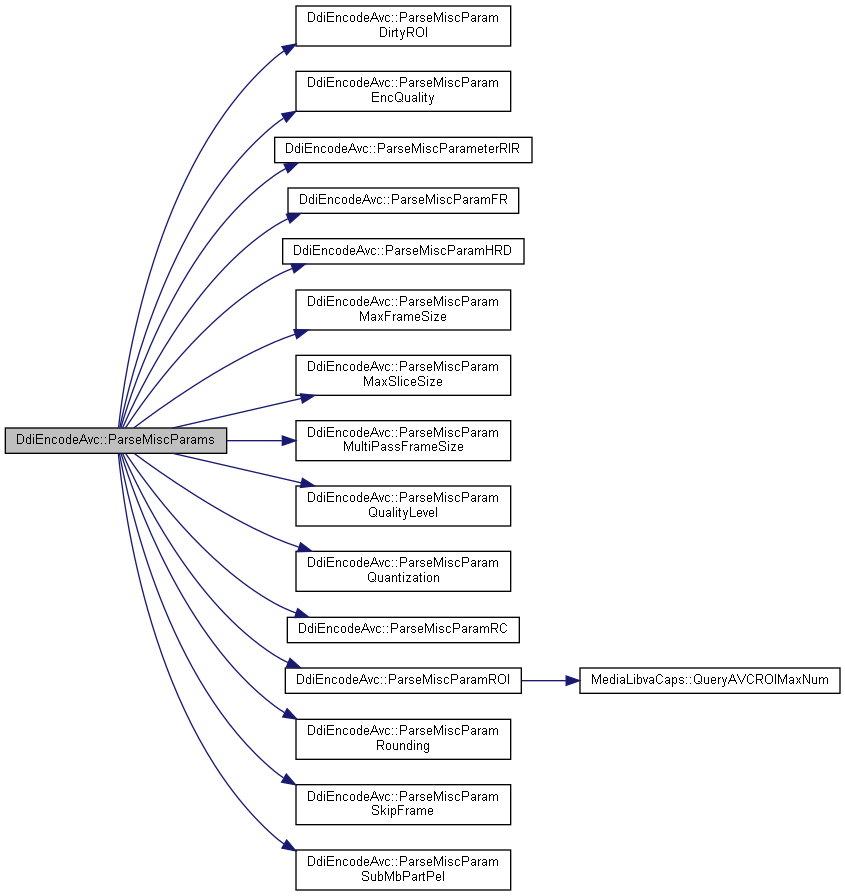 DdiEncodeAvc::ParseMiscParam
DirtyROI
DdiEncodeAvc::ParseMiscParam
EncQuality
DdiEncodeAvc::ParseMiscParameterRIR
DdiEncodeAvc::ParseMiscParamFR
DdiEncodeAvc::ParseMiscParamHRD
DdiEncodeAvc::ParseMiscParam
MaxFrameSize
DdiEncodeAvc::ParseMiscParam
MaxSliceSize
DdiEncodeAvc::ParseMiscParams
DdiEncodeAvc::ParseMiscParam
MultiPassFrameSize
DdiEncodeAvc::ParseMiscParam
QualityLevel
DdiEncodeAvc::ParseMiscParam
Quantization
DdiEncodeAvc::ParseMiscParamRC
DdiEncodeAvc::ParseMiscParamROI
MediaLibvaCaps::QueryAVCROIMaxNum
DdiEncodeAvc::ParseMiscParam
Rounding
DdiEncodeAvc::ParseMiscParam
SkipFrame
DdiEncodeAvc::ParseMiscParam
SubMbPartPel